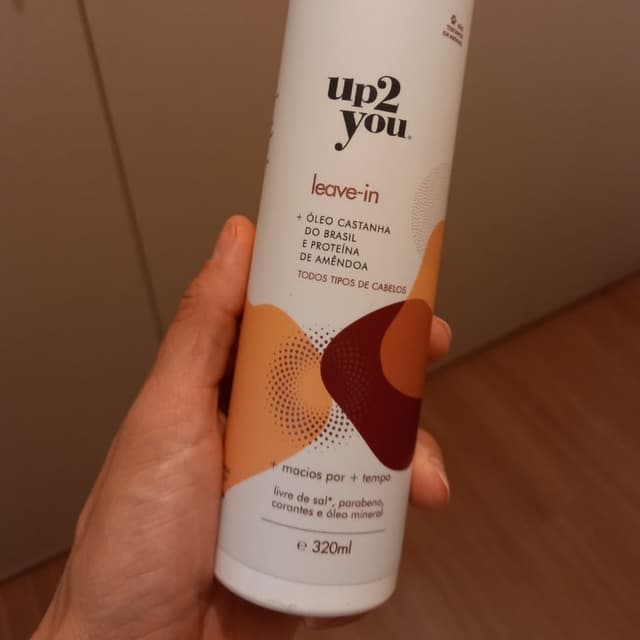 up2
you
leave-in
+ ÓLEO CASTANHA
DO BRASIL
E PROTEÍNA
DE AMÊNDOA
TODOS TIPOS DE CABELOS
+ macios por + tempo
livre de sal*, parabeno,
corantes e óleo mineral
℮ 320ml